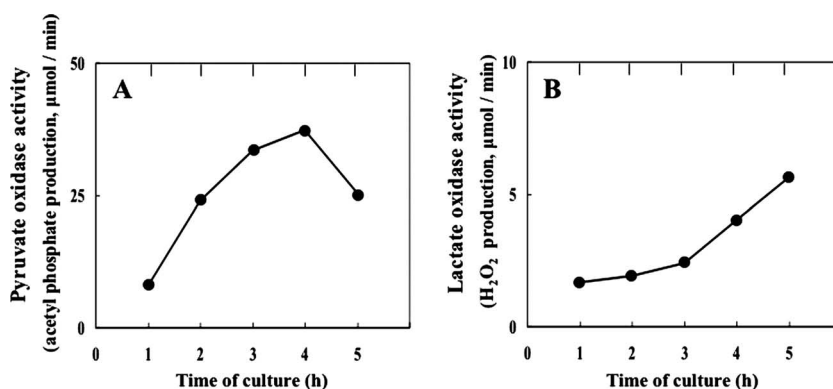 A
Pyruvate oxidase activity
(acetyl phosphate production, µmol / min)
50
25
0
0 1 2 3 4 5
Time of culture (h)
B
Lactate oxidase activity
(H₂O₂ production, µmol / min)
10
5
0
0 1 2 3 4 5
Time of culture (h)